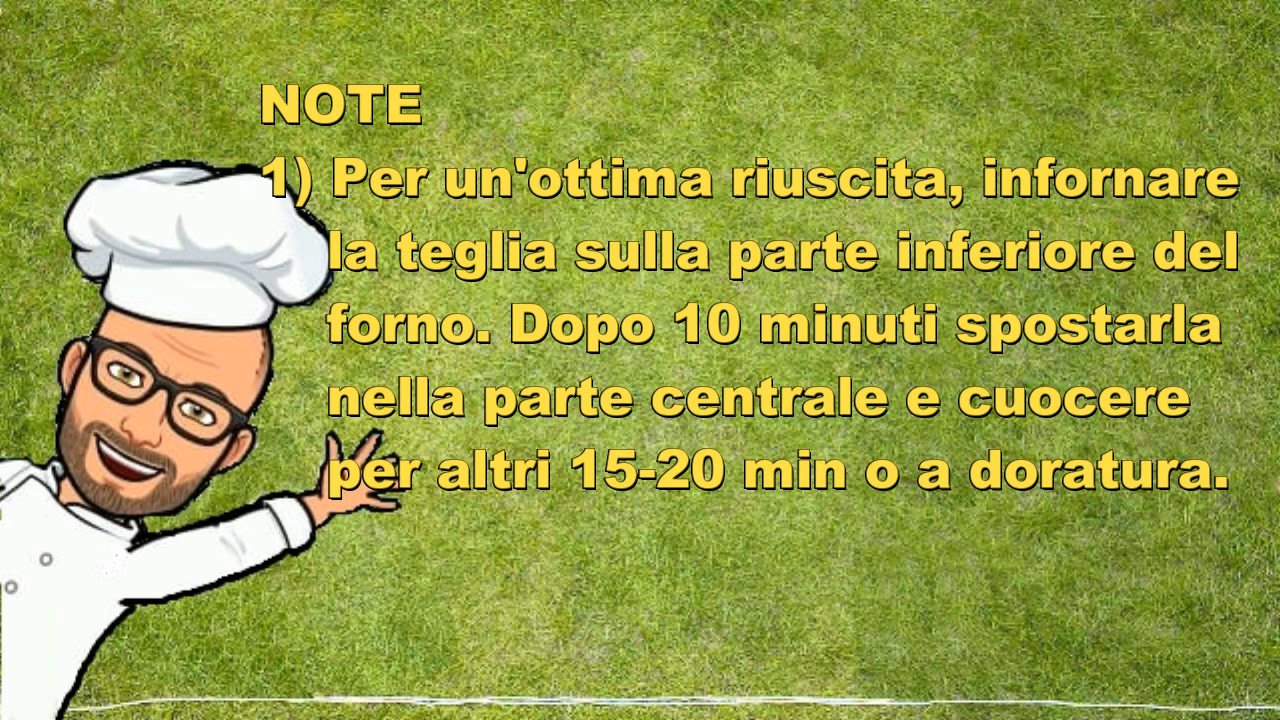 NOTE
1) Per un'ottima riuscita, infornare
la teglia sulla parte inferiore del
forno. Dopo 10 minuti spostarla
nella parte centrale e cuocere
per altri 15-20 min o a doratura.